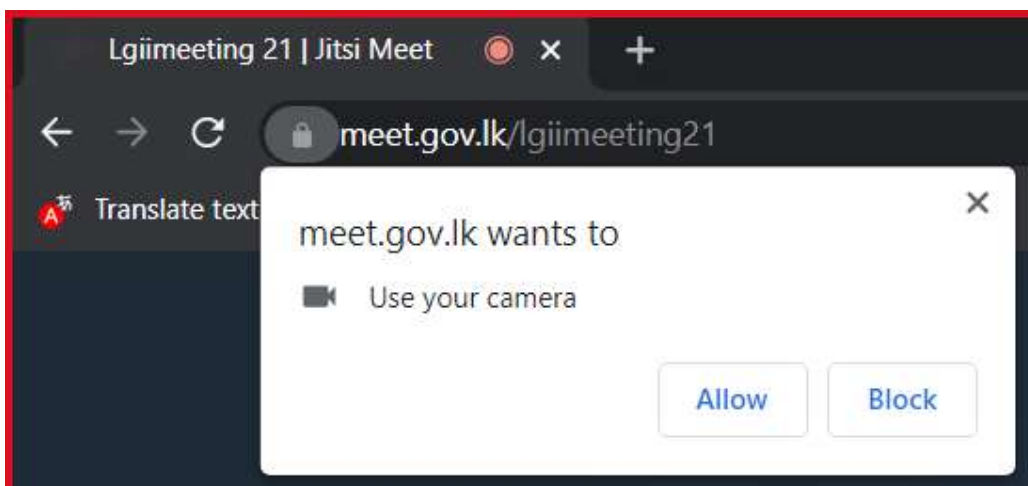 Lgiimeeting 21 | Jitsi Meet
meet.gov.lk/lgiimeeting21
Translate text
meet.gov.lk wants to
Use your camera
Allow Block